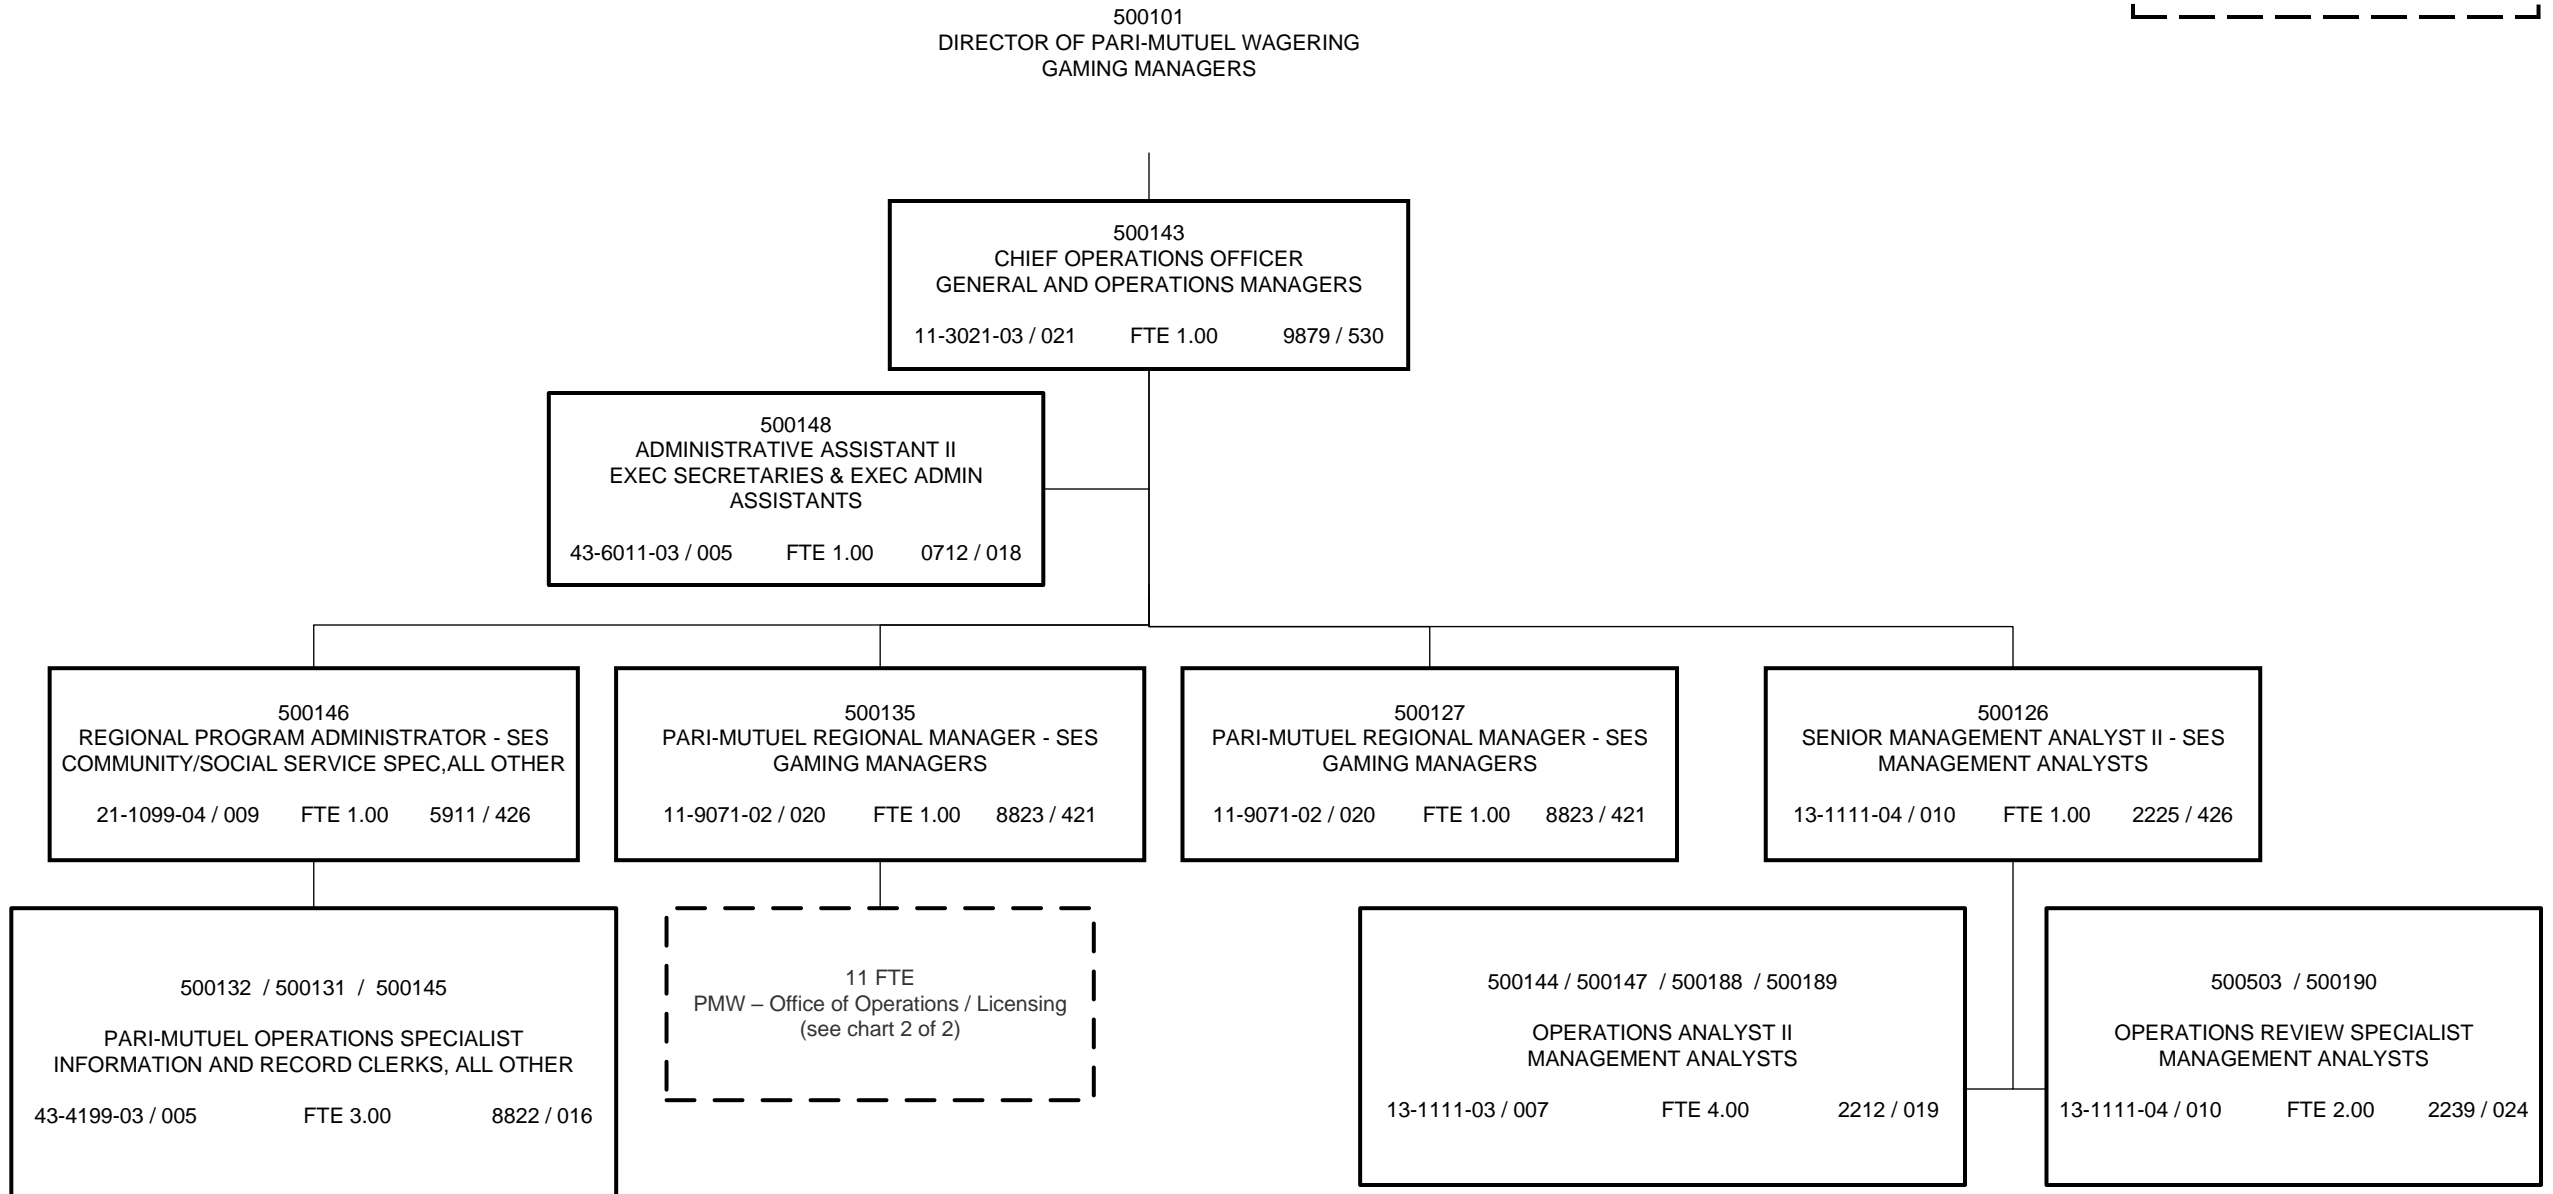 500101
DIRECTOR OF PARI-MUTUEL WAGERING
GAMING MANAGERS
500143
CHIEF OPERATIONS OFFICER
GENERAL AND OPERATIONS MANAGERS
11-3021-03 / 021 FTE 1.00 9879 / 530
500148
ADMINISTRATIVE ASSISTANT II
EXEC SECRETARIES & EXEC ADMIN
ASSISTANTS
43-6011-03 / 005 FTE 1.00 0712 / 018
500146
REGIONAL PROGRAM ADMINISTRATOR - SES
COMMUNITY/SOCIAL SERVICE SPEC,ALL OTHER
21-1099-04 / 009 FTE 1.00 5911 / 426
500135
PARI-MUTUEL REGIONAL MANAGER - SES
GAMING MANAGERS
11-9071-02 / 020 FTE 1.00 8823 / 421
500127
PARI-MUTUEL REGIONAL MANAGER - SES
GAMING MANAGERS
11-9071-02 / 020 FTE 1.00 8823 / 421
500126
SENIOR MANAGEMENT ANALYST II - SES
MANAGEMENT ANALYSTS
13-1111-04 / 010 FTE 1.00 2225 / 426
500132 / 500131 / 500145
PARI-MUTUEL OPERATIONS SPECIALIST
INFORMATION AND RECORD CLERKS, ALL OTHER
43-4199-03 / 005 FTE 3.00 8822 / 016
11 FTE
PMW – Office of Operations / Licensing
(see chart 2 of 2)
500144 / 500147 / 500188 / 500189
OPERATIONS ANALYST II
MANAGEMENT ANALYSTS
13-1111-03 / 007 FTE 4.00 2212 / 019
500503 / 500190
OPERATIONS REVIEW SPECIALIST
MANAGEMENT ANALYSTS
13-1111-04 / 010 FTE 2.00 2239 / 024